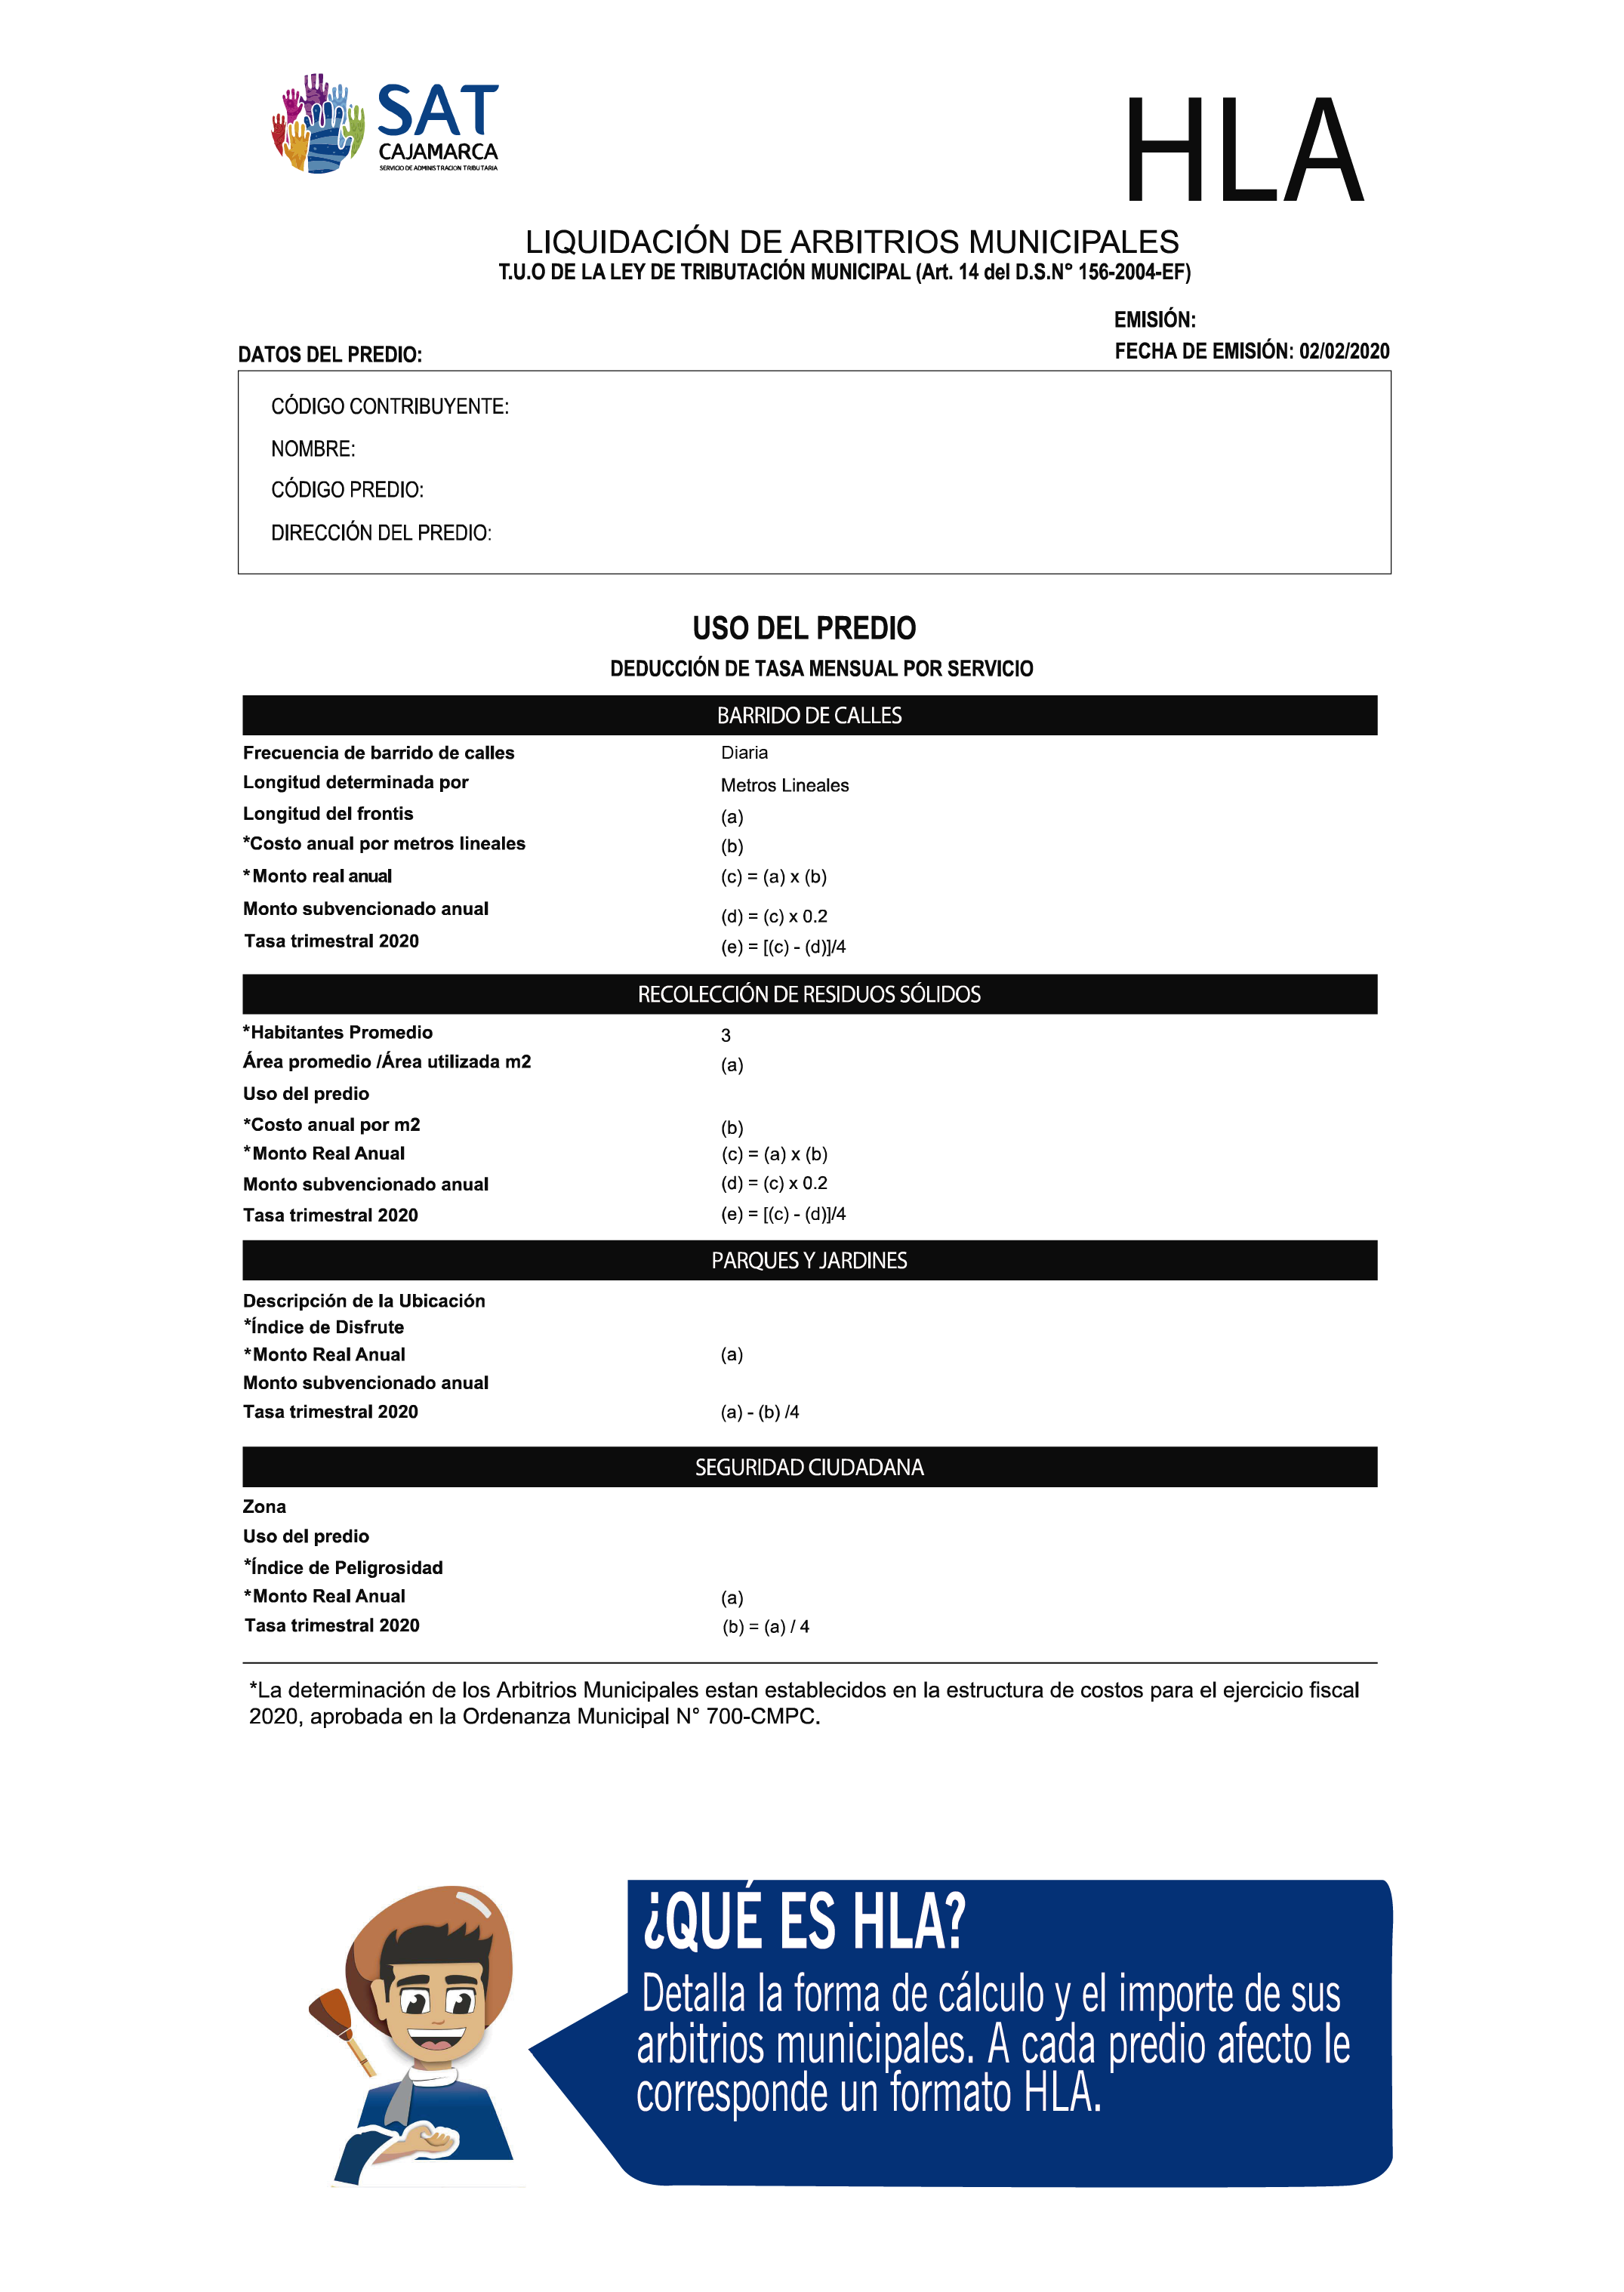 SAT
CAJAMARCA
SERVICIO DE ADMINISTRACION TRIBUTARIA
HLA
LIQUIDACIÓN DE ARBITRIOS MUNICIPALES
T.U.O DE LA LEY DE TRIBUTACIÓN MUNICIPAL (Art. 14 del D.S.N° 156-2004-EF)
EMISIÓN:
FECHA DE EMISIÓN: 02/02/2020
DATOS DEL PREDIO:
CÓDIGO CONTRIBUYENTE:
NOMBRE:
CÓDIGO PREDIO:
DIRECCIÓN DEL PREDIO:
USO DEL PREDIO
DEDUCCIÓN DE TASA MENSUAL POR SERVICIO
BARRIDO DE CALLES
Frecuencia de barrido de calles Diaria
Longitud determinada por Metros Lineales
Longitud del frontis (a)
*Costo anual por metros lineales (b)
*Monto real anual (c) = (a) x (b)
Monto subvencionado anual (d) = (c) x 0.2
Tasa trimestral 2020 (e) = [(c) - (d)]/4
RECOLECCIÓN DE RESIDUOS SÓLIDOS
*Habitantes Promedio 3
Área promedio /Área utilizada m2 (a)
Uso del predio
*Costo anual por m2 (b)
*Monto Real Anual (c) = (a) x (b)
Monto subvencionado anual (d) = (c) x 0.2
Tasa trimestral 2020 (e) = [(c) - (d)]/4
PARQUES Y JARDINES
Descripción de la Ubicación
*Índice de Disfrute
*Monto Real Anual (a)
Monto subvencionado anual
Tasa trimestral 2020 (a) - (b) /4
SEGURIDAD CIUDADANA
Zona
Uso del predio
*Índice de Peligrosidad
*Monto Real Anual (a)
Tasa trimestral 2020 (b) = (a) / 4
*La determinación de los Arbitrios Municipales estan establecidos en la estructura de costos para el ejercicio fiscal
2020, aprobada en la Ordenanza Municipal N° 700-CMPC.
¿QUÉ ES HLA?
Detalla la forma de cálculo y el importe de sus
arbitrios municipales. A cada predio afecto le
corresponde un formato HLA.